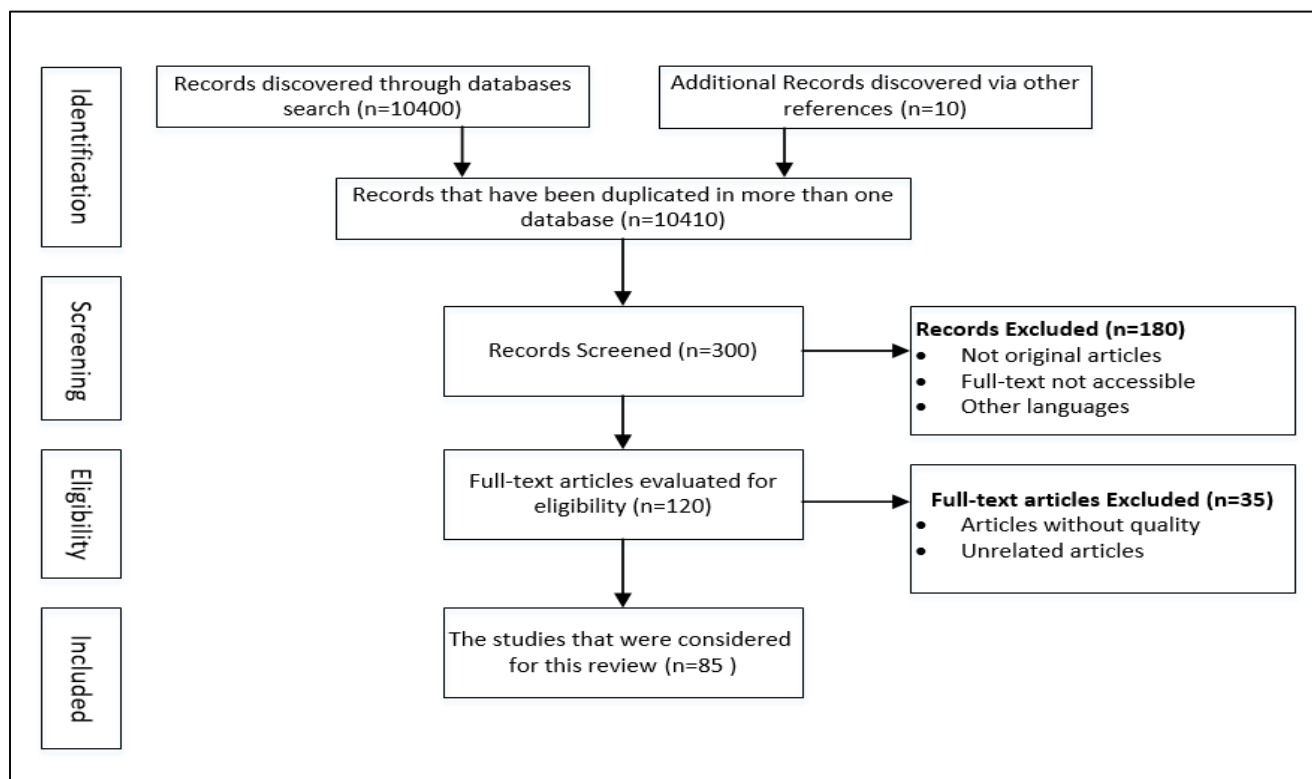 Identification
Records discovered through databases
search (n=10400)
Additional Records discovered via other
references (n=10)
Records that have been duplicated in more than one
database (n=10410)
Screening
Records Screened (n=300)
Records Excluded (n=180)
• Not original articles
• Full-text not accessible
• Other languages
Eligibility
Full-text articles evaluated for
eligibility (n=120)
Full-text articles Excluded (n=35)
• Articles without quality
• Unrelated articles
Included
The studies that were considered
for this review (n=85 )